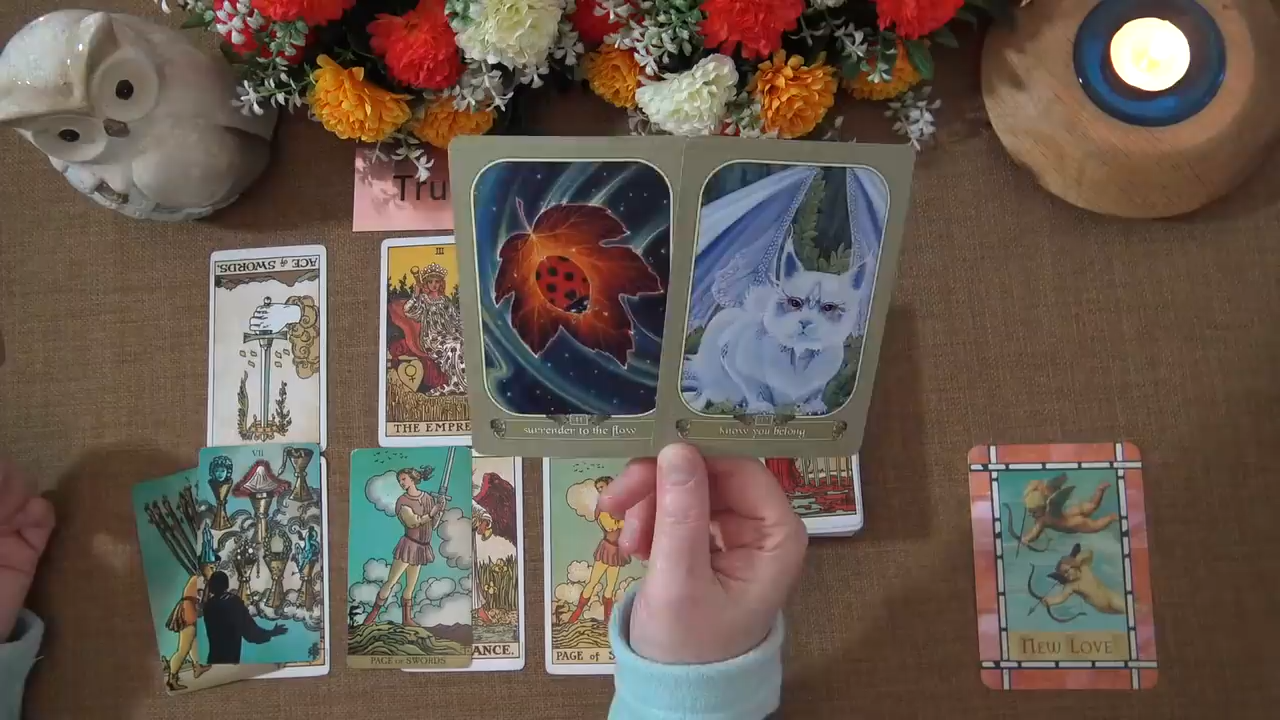 Tru
ACE of SWORDS.
III
THE EMPRE
surrender to the flow
know you belong
VII
PAGE of SWORDS
ANCE.
PAGE of S
New Love